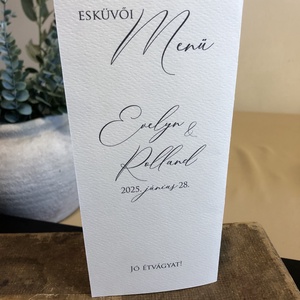 ESKÜVŐI
Menü
Evelyn
&
Rolland
2025. június 28.
JÓ ÉTVÁGYAT!